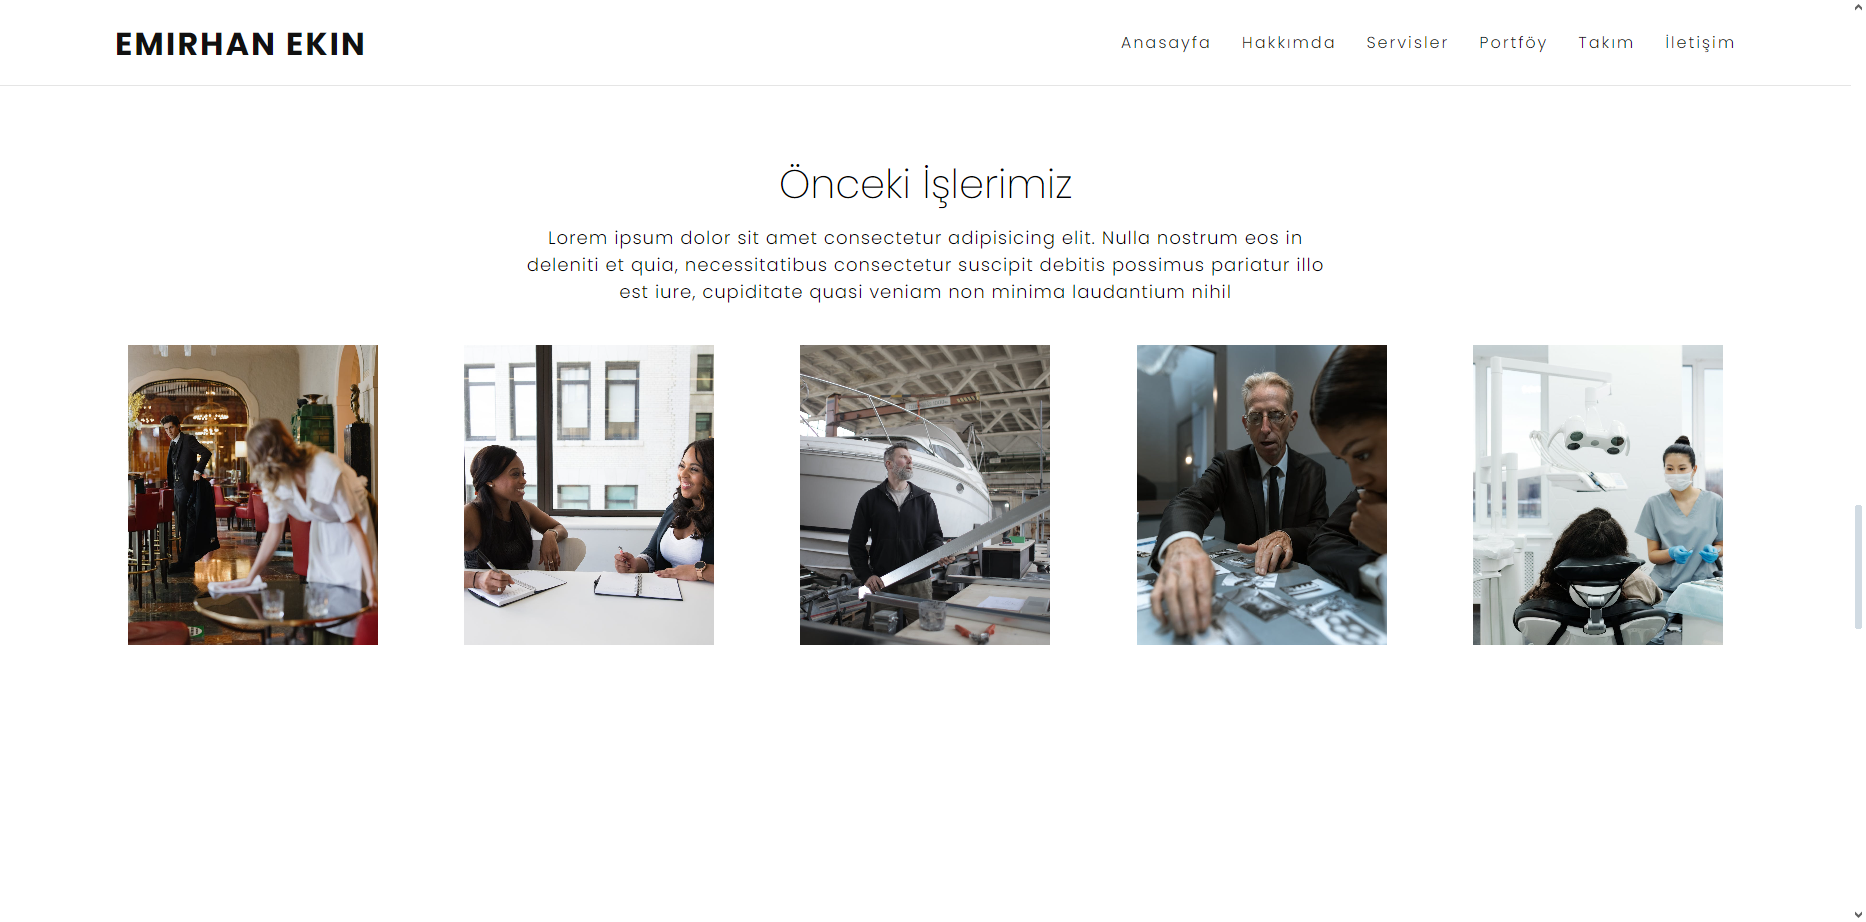 EMIRHAN EKIN
Anasayfa Hakkımda Servisler Portföy Takım İletişim
Önceki İşlerimiz
Lorem ipsum dolor sit amet consectetur adipisicing elit. Nulla nostrum eos in
deleniti et quia, necessitatibus consectetur suscipit debitis possimus pariatur illo
est iure, cupiditate quasi veniam non minima laudantium nihil